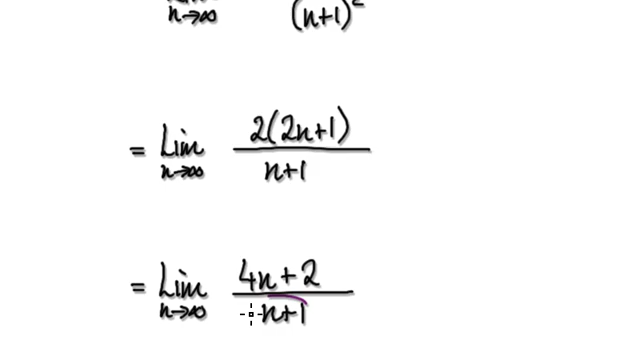 n→∞ (n+1)²
= Lim n→∞ 2(2n+1) / n+1
= Lim n→∞ 4n+2 / n+1